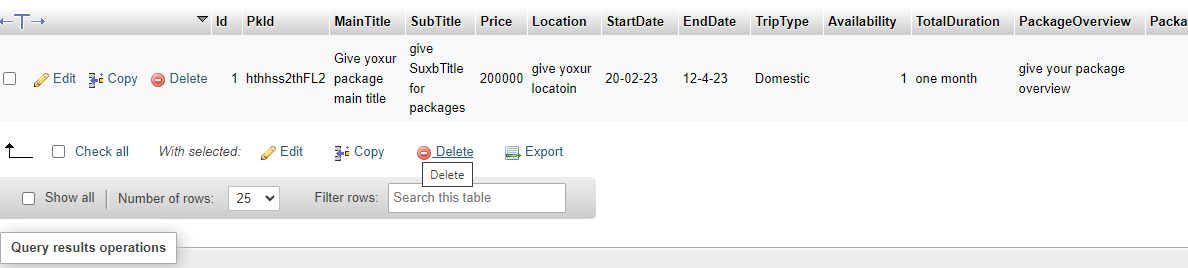 Id PkId MainTitle SubTitle Price Location StartDate EndDate TripType Availability TotalDuration PackageOverview Packa
Edit Copy Delete 1 hthhss2thFL2 Give yoxur package main title give SuxbTitle for packages 200000 give yoxur locatoin 20-02-23 12-4-23 Domestic 1 one month give your package overview
Check all With selected: Edit Copy Delete Export
Delete
Show all Number of rows: 25 Filter rows: Search this table
Query results operations